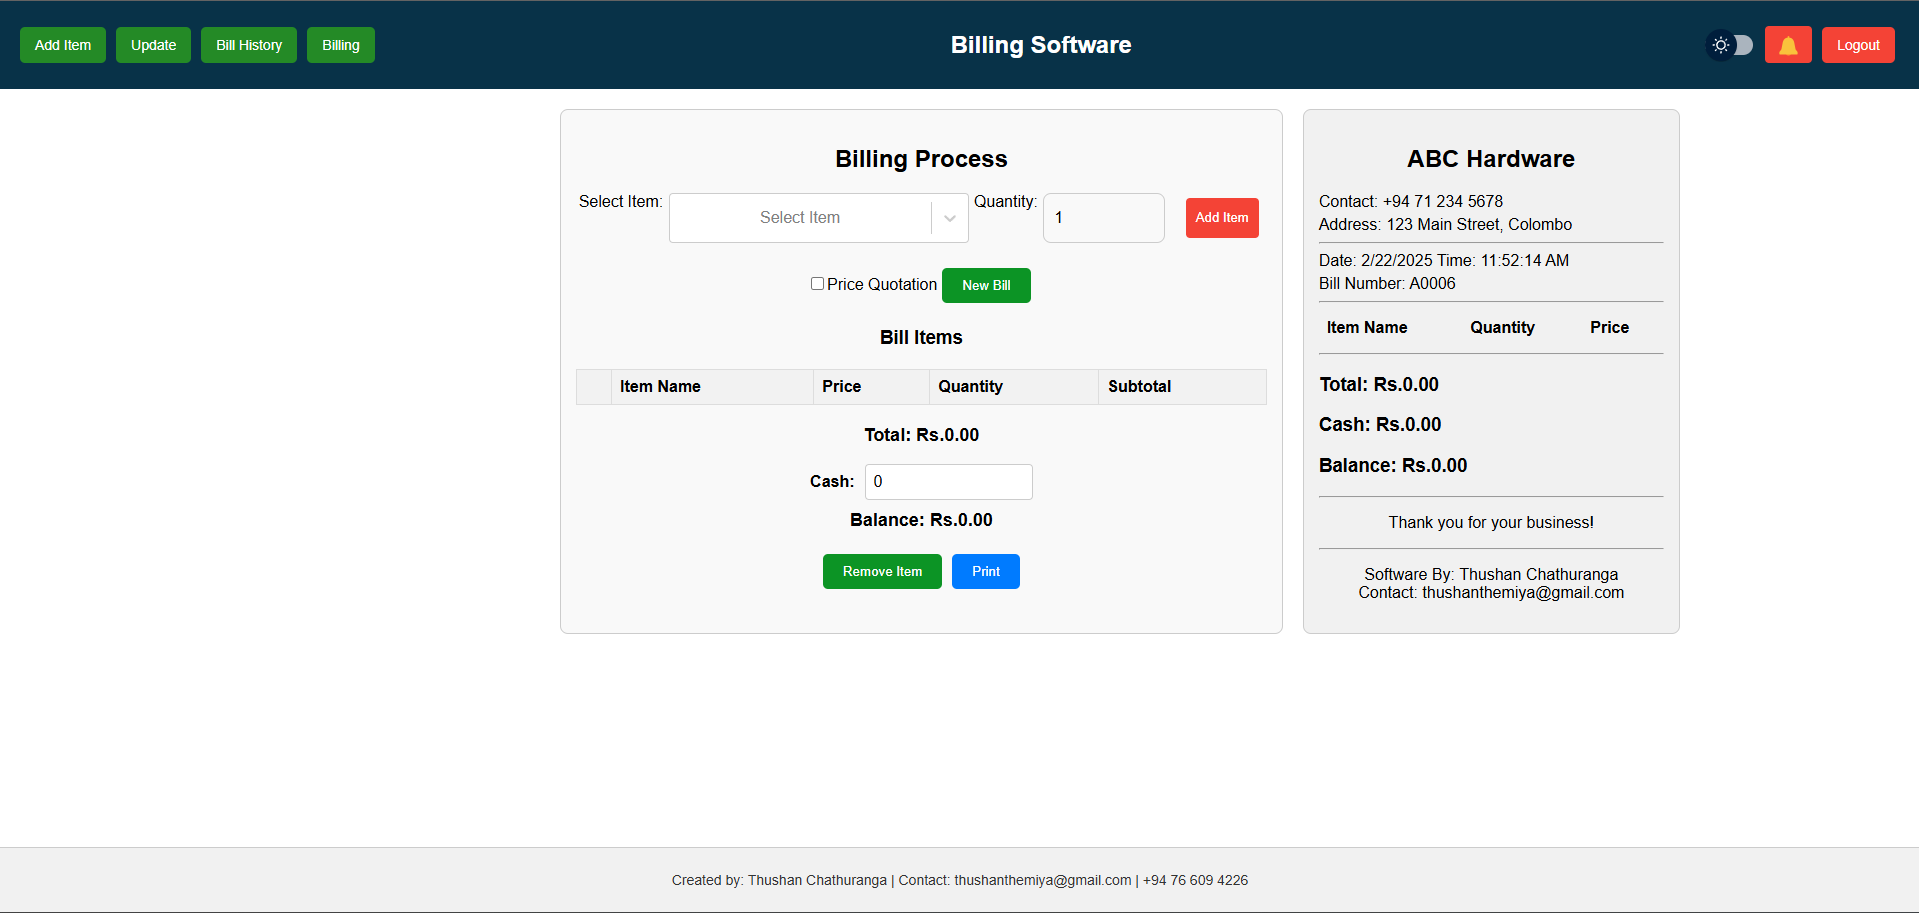 Add Item Update Bill History Billing Billing Software Logout
Billing Process
Select Item: Select Item Quantity: 1 Add Item
Price Quotation New Bill
Bill Items
Item Name Price Quantity Subtotal
Total: Rs.0.00
Cash: 0
Balance: Rs.0.00
Remove Item Print
ABC Hardware
Contact: +94 71 234 5678
Address: 123 Main Street, Colombo
Date: 2/22/2025 Time: 11:52:14 AM
Bill Number: A0006
Item Name Quantity Price
Total: Rs.0.00
Cash: Rs.0.00
Balance: Rs.0.00
Thank you for your business!
Software By: Thushan Chathuranga
Contact: thushanthemiya@gmail.com
Created by: Thushan Chathuranga | Contact: thushanthemiya@gmail.com | +94 76 609 4226